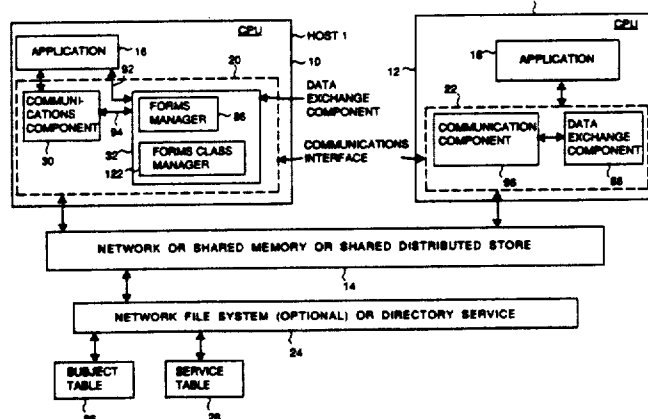 CPU
CPU
APPLICATION
16
HOST 1
92
20
10
12
18
APPLICATION
COMMUNI-
CATIONS
COMPONENT
30
94
FORMS
MANAGER
86
DATA
EXCHANGE
COMPONENT
22
32
FORMS CLASS
MANAGER
122
COMMUNICATIONS
INTERFACE
COMMUNICATION
COMPONENT
DATA
EXCHANGE
COMPONENT
NETWORK OR SHARED MEMORY OR SHARED DISTRIBUTED STORE
14
NETWORK FILE SYSTEM (OPTIONAL) OR DIRECTORY SERVICE
24
SUBJECT
TABLE
SERVICE
TABLE